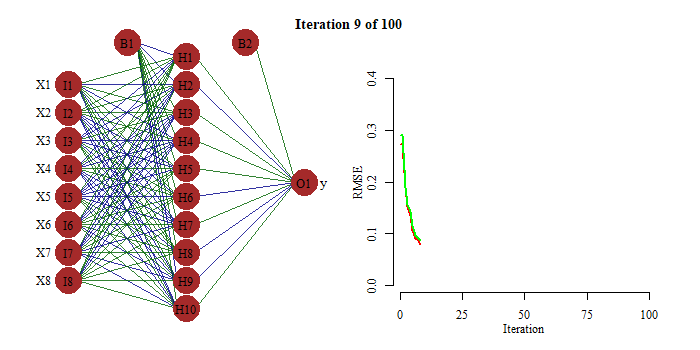 Iteration 9 of 100
B1
B2
H1
X1 I1 H2
X2 I2 H3
X3 I3 H4
X4 I4 H5
O1 y
X5 I5 H6
X6 I6 H7
X7 I7 H8
X8 I8 H9
H10
RMSE
0.4
0.3
0.2
0.1
0.0
0 25 50 75 100
Iteration